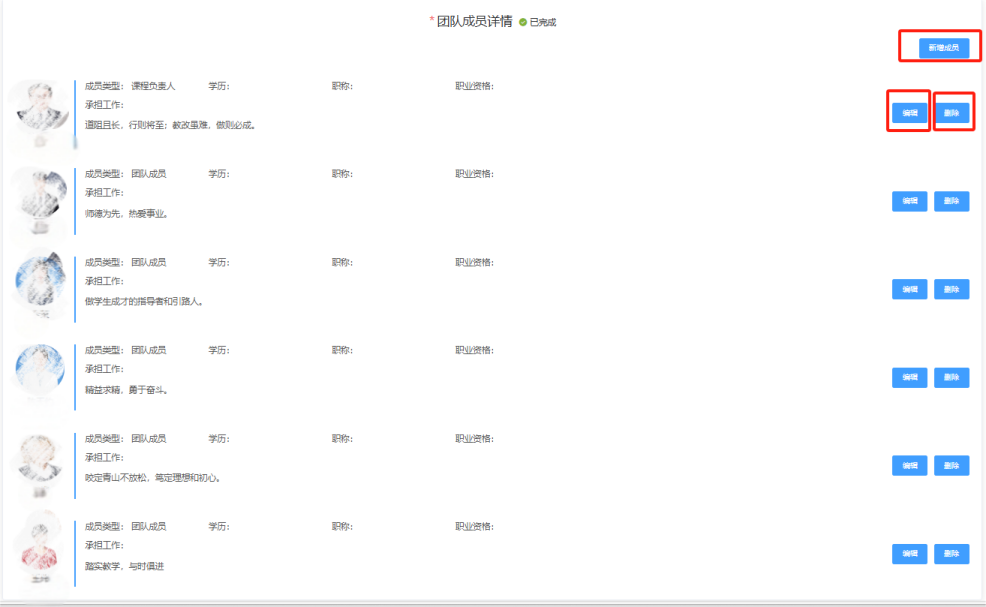 *团队成员详情 已完成
新增成员
成员类型: 课程负责人 学历: 职称: 职业资格:
承担工作:
道阻且长,行则将至;教改虽难,做则必成。
编辑 删除
成员类型: 团队成员 学历: 职称: 职业资格:
承担工作:
师德为先,热爱事业。
编辑 删除
成员类型: 团队成员 学历: 职称: 职业资格:
承担工作:
做学生成才的指导者和引路人。
编辑 删除
成员类型: 团队成员 学历: 职称: 职业资格:
承担工作:
精益求精,勇于奋斗。
编辑 删除
成员类型: 团队成员 学历: 职称: 职业资格:
承担工作:
咬定青山不放松,笃定理想和初心。
编辑 删除
成员类型: 团队成员 学历: 职称: 职业资格:
承担工作:
踏实教学,与时俱进
编辑 删除